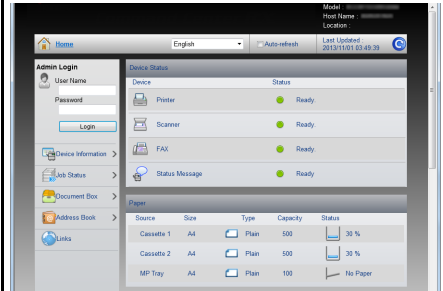 Model :
Host Name :
Location :
Home
English
Auto-refresh
Last Updated :
2013/11/01 03:49:39
Admin Login
User Name
Password
Login
Device Information
Job Status
Document Box
Address Book
Links
Device Status
Device Status
Printer Ready.
Scanner Ready.
FAX Ready.
Status Message Ready
Paper
Source Size Type Capacity Status
Cassette 1 A4 Plain 500 30 %
Cassette 2 A4 Plain 500 30 %
MP Tray A4 Plain 100 No Paper